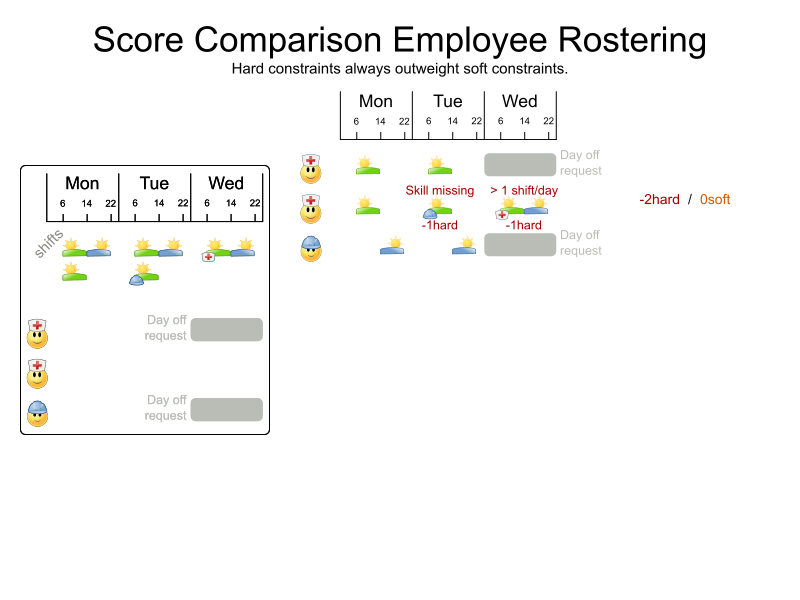 Score Comparison Employee Rostering
Hard constraints always outweight soft constraints.
Mon Tue Wed
6 14 22 6 14 22 6 14 22
Day off
request
Skill missing > 1 shift/day
-1hard -1hard
-2hard / 0soft
Day off
request
Mon Tue Wed
6 14 22 6 14 22 6 14 22
shifts
Day off
request
Day off
request